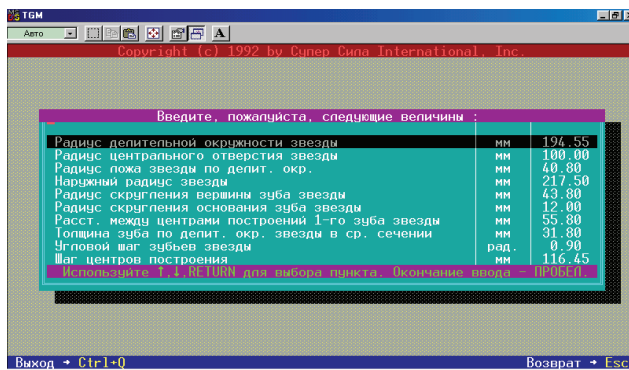 TGM
Авто
A
Copyright (c) 1992 by Супер Сила International, Inc.
Введите, пожалуйста, следующие величины :
Радиус делительной окружности звезды мм 194.55
Радиус центрального отверстия звезды мм 100.00
Радиус ложа звезды по делит. окр. мм 40.80
Наружный радиус звезды мм 217.50
Радиус скругления вершины зуба звезды мм 43.80
Радиус скругления основания зуба звезды мм 12.00
Расст. между центрами построений 1-го зуба звезды мм 55.80
Толщина зуба по делит. окр. звезды в ср. сечении мм 31.80
Угловой шаг зубьев звезды рад. 0.90
Шаг центров построения мм 116.45
Используйте ↑,↓,RETURN для выбора пункта. Окончание ввода - ПРОБЕЛ.
Выход → Ctrl+Q Возврат → Esc